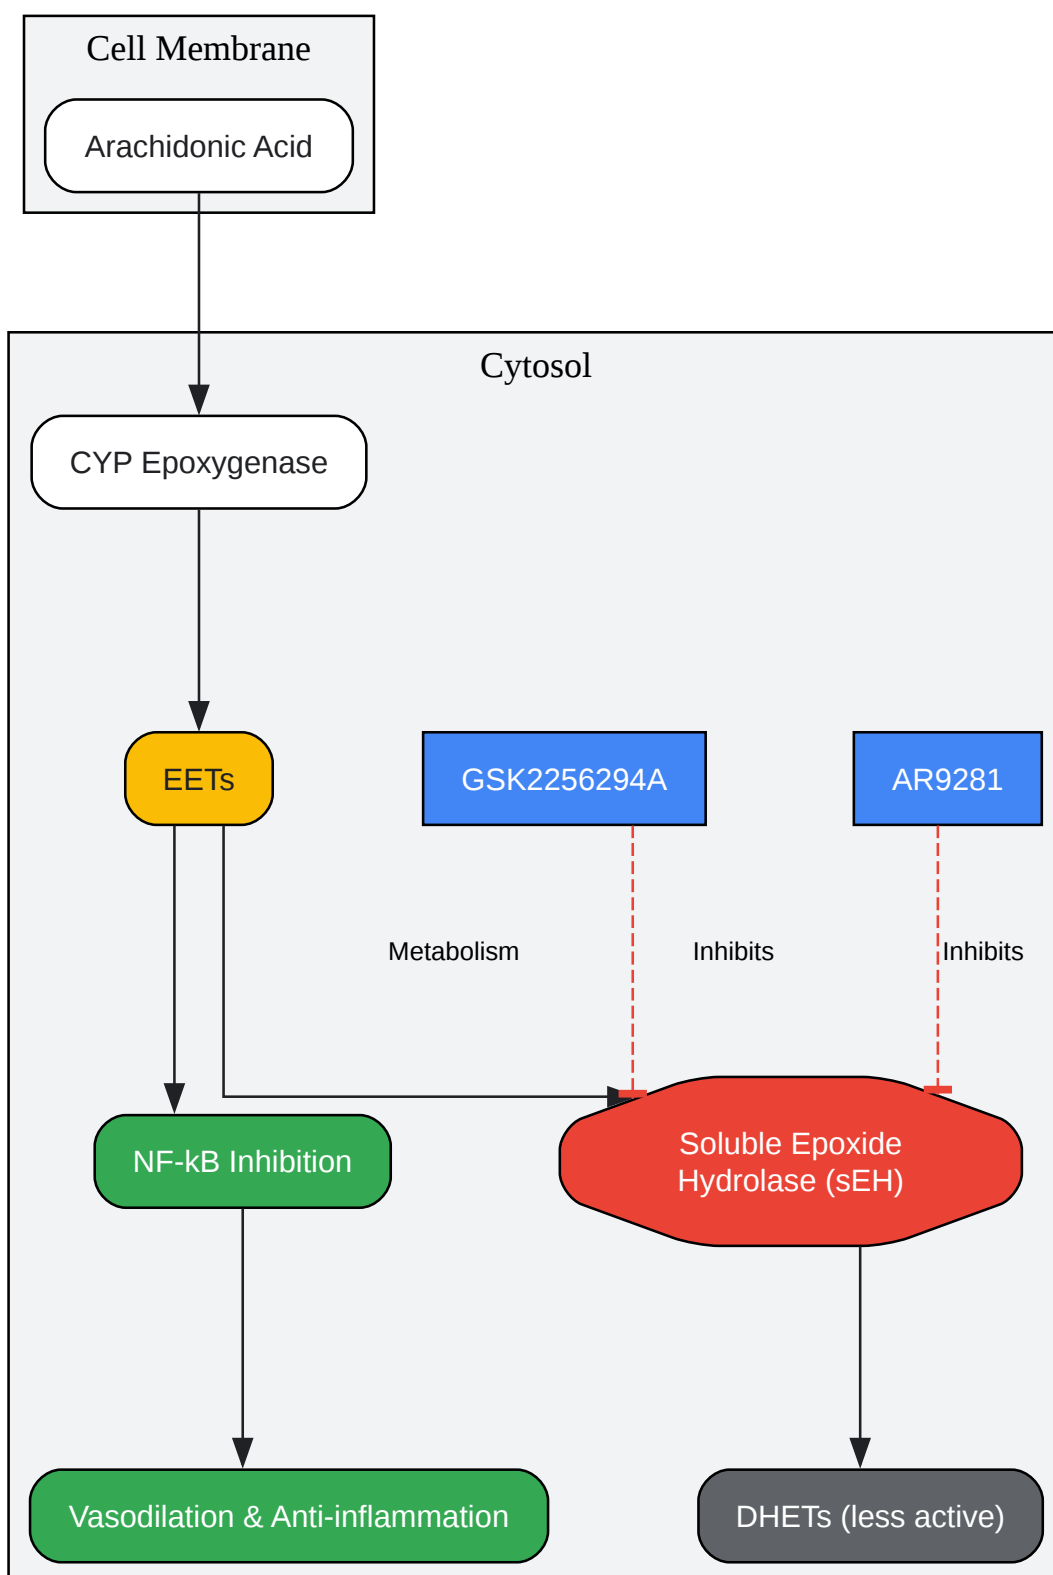 Cell Membrane
Arachidonic Acid
Cytosol
CYP Epoxygenase
EETs
GSK2256294A
AR9281
Metabolism
Inhibits
Inhibits
NF-kB Inhibition
Soluble Epoxide
Hydrolase (sEH)
Vasodilation & Anti-inflammation
DHETs (less active)